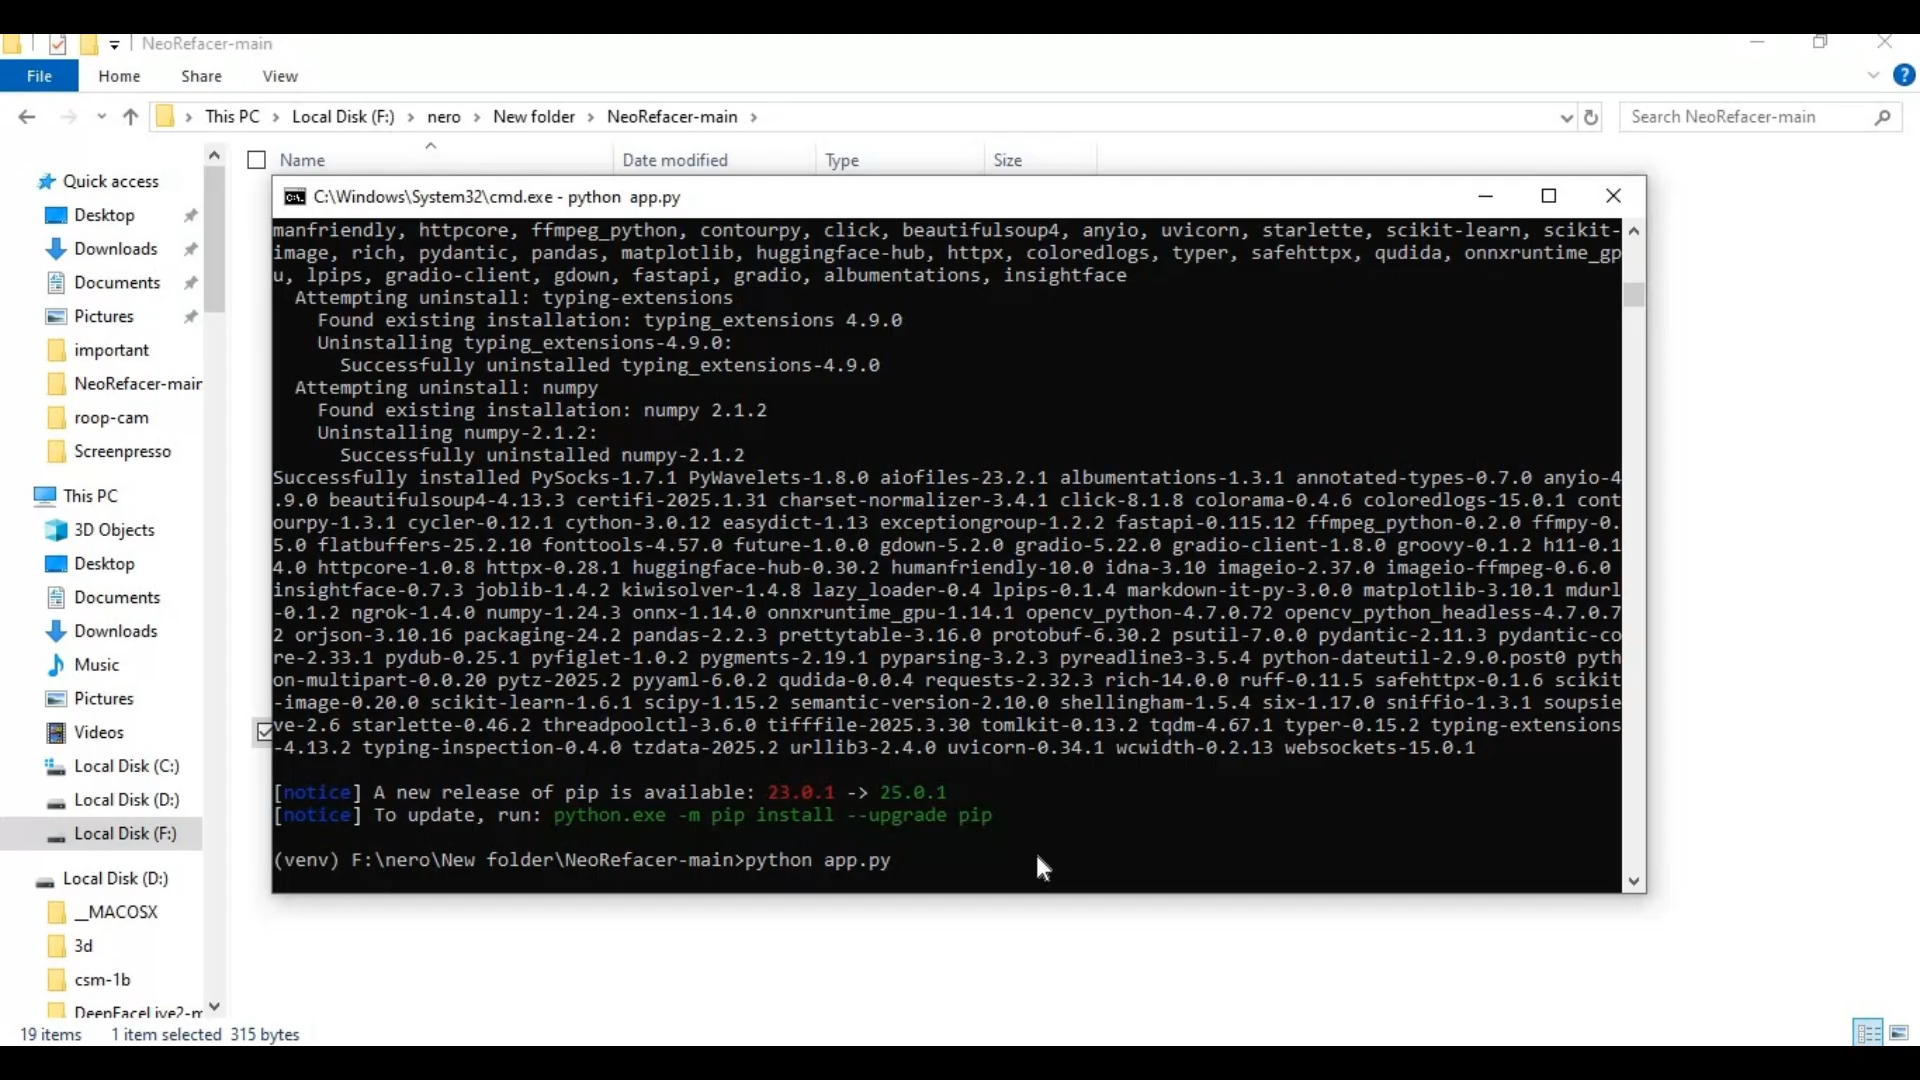 NeoRefacer-main
File
Home
Share
View
This PC
Local Disk (F:)
nero
New folder
NeoRefacer-main
Search NeoRefacer-main
Name
Date modified
Type
Size
Quick access
Desktop
Downloads
Documents
Pictures
important
NeoRefacer-main
roop-cam
Screenpresso
This PC
3D Objects
Desktop
Documents
Downloads
Music
Pictures
Videos
Local Disk (C:)
Local Disk (D:)
Local Disk (F:)
Local Disk (D:)
__MACOSX
3d
csm-1b
DeepFaceLive2-m
C:\Windows\System32\cmd.exe - python  app.py
manfriendly, httpcore, ffmpeg_python, contourpy, click, beautifulsoup4, anyio, uvicorn, starlette, scikit-learn, scikit-
image, rich, pydantic, pandas, matplotlib, huggingface-hub, httpx, coloredlogs, typer, safehttpx, qudida, onnxruntime_gp
u, lpips, gradio-client, gdown, fastapi, gradio, albumentations, insightface
Attempting uninstall: typing-extensions
Found existing installation: typing_extensions 4.9.0
Uninstalling typing_extensions-4.9.0:
Successfully uninstalled typing_extensions-4.9.0
Attempting uninstall: numpy
Found existing installation: numpy 2.1.2
Uninstalling numpy-2.1.2:
Successfully uninstalled numpy-2.1.2
Successfully installed PySocks-1.7.1 PyWavelets-1.8.0 aiofiles-23.2.1 albumentations-1.3.1 annotated-types-0.7.0 anyio-4
.9.0 beautifulsoup4-4.13.3 certifi-2025.1.31 charset-normalizer-3.4.1 click-8.1.8 colorama-0.4.6 coloredlogs-15.0.1 cont
ourpy-1.3.1 cycler-0.12.1 cython-3.0.12 easydict-1.13 exceptiongroup-1.2.2 fastapi-0.115.12 ffmpeg_python-0.2.0 ffmpy-0.
5.0 flatbuffers-25.2.10 fonttools-4.57.0 future-1.0.0 gdown-5.2.0 gradio-5.22.0 gradio-client-1.8.0 groovy-0.1.2 h11-0.1
4.0 httpcore-1.0.8 httpx-0.28.1 huggingface-hub-0.30.2 humanfriendly-10.0 idna-3.10 imageio-2.37.0 imageio-ffmpeg-0.6.0
insightface-0.7.3 joblib-1.4.2 kiwisolver-1.4.8 lazy_loader-0.4 lpips-0.1.4 markdown-it-py-3.0.0 matplotlib-3.10.1 mdurl
-0.1.2 ngrok-1.4.0 numpy-1.24.3 onnx-1.14.0 onnxruntime_gpu-1.14.1 opencv_python-4.7.0.72 opencv_python_headless-4.7.0.7
2 orjson-3.10.16 packaging-24.2 pandas-2.2.3 prettytable-3.16.0 protobuf-6.30.2 psutil-7.0.0 pydantic-2.11.3 pydantic-co
re-2.33.1 pydub-0.25.1 pyfiglet-1.0.2 pygments-2.19.1 pyparsing-3.2.3 pyreadline3-3.5.4 python-dateutil-2.9.0.post0 pyth
on-multipart-0.0.20 pytz-2025.2 pyyaml-6.0.2 qudida-0.0.4 requests-2.32.3 rich-14.0.0 ruff-0.11.5 safehttpx-0.1.6 scikit
-image-0.20.0 scikit-learn-1.6.1 scipy-1.15.2 semantic-version-2.10.0 shellingham-1.5.4 six-1.17.0 sniffio-1.3.1 soupsie
ve-2.6 starlette-0.46.2 threadpoolctl-3.6.0 tifffile-2025.3.30 tomlkit-0.13.2 tqdm-4.67.1 typer-0.15.2 typing-extensions
-4.13.2 typing-inspection-0.4.0 tzdata-2025.2 urllib3-2.4.0 uvicorn-0.34.1 wcwidth-0.2.13 websockets-15.0.1
[notice] A new release of pip is available: 23.0.1 -> 25.0.1
[notice] To update, run: python.exe -m pip install --upgrade pip
(venv) F:\nero\New folder\NeoRefacer-main>python app.py
19 items
1 item selected
315 bytes